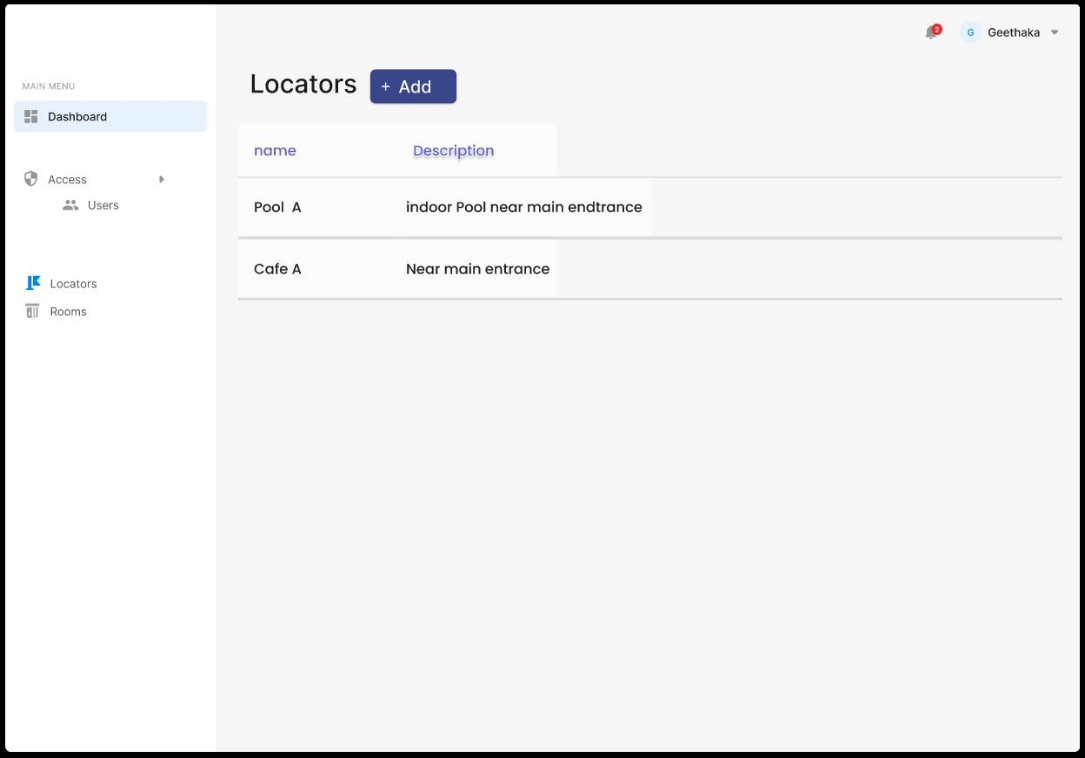 2
G Geethaka
Locators + Add
MAIN MENU
Dashboard
Access
Users
Locators
Rooms
name Description
Pool A indoor Pool near main endtrance
Cafe A Near main entrance